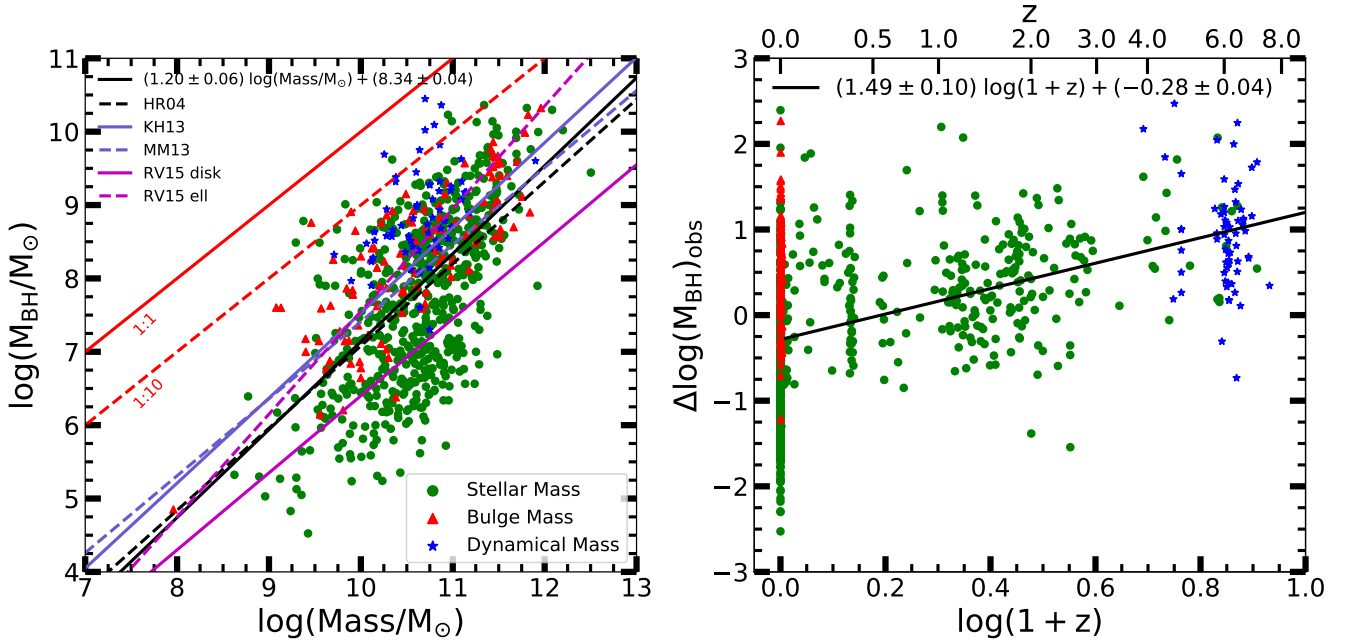 11
10
9
8
7
6
5
4
log(M_BH/M_⊙)
(1.20 ± 0.06) log(Mass/M_⊙) + (8.34 ± 0.04)
HR04
KH13
MM13
RV15 disk
RV15 ell
1:1
1:10
Stellar Mass
Bulge Mass
Dynamical Mass
7 8 9 10 11 12 13
log(Mass/M_⊙)
z
0.0 0.5 1.0 2.0 3.0 4.0 6.0 8.0
3
2
1
0
−1
−2
−3
Δlog(M_BH)_obs
(1.49 ± 0.10) log(1 + z) + (−0.28 ± 0.04)
0.0 0.2 0.4 0.6 0.8 1.0
log(1 + z)